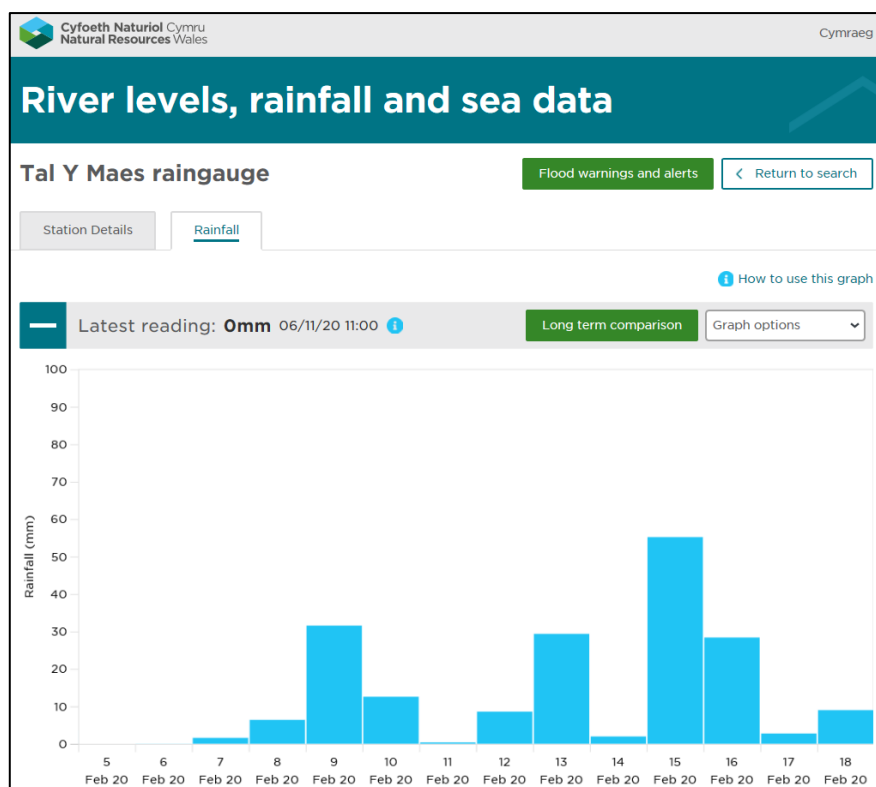 Cyfoeth Naturiol Cymru
Natural Resources Wales
Cymraeg
River levels, rainfall and sea data
Tal Y Maes raingauge
Flood warnings and alerts
Return to search
Station Details
Rainfall
How to use this graph
Latest reading: 0mm 06/11/20 11:00
Long term comparison
Graph options
100
90
80
70
60
50
40
30
20
10
0
Rainfall (mm)
5 6 7 8 9 10 11 12 13 14 15 16 17 18
Feb 20 Feb 20 Feb 20 Feb 20 Feb 20 Feb 20 Feb 20 Feb 20 Feb 20 Feb 20 Feb 20 Feb 20 Feb 20 Feb 20